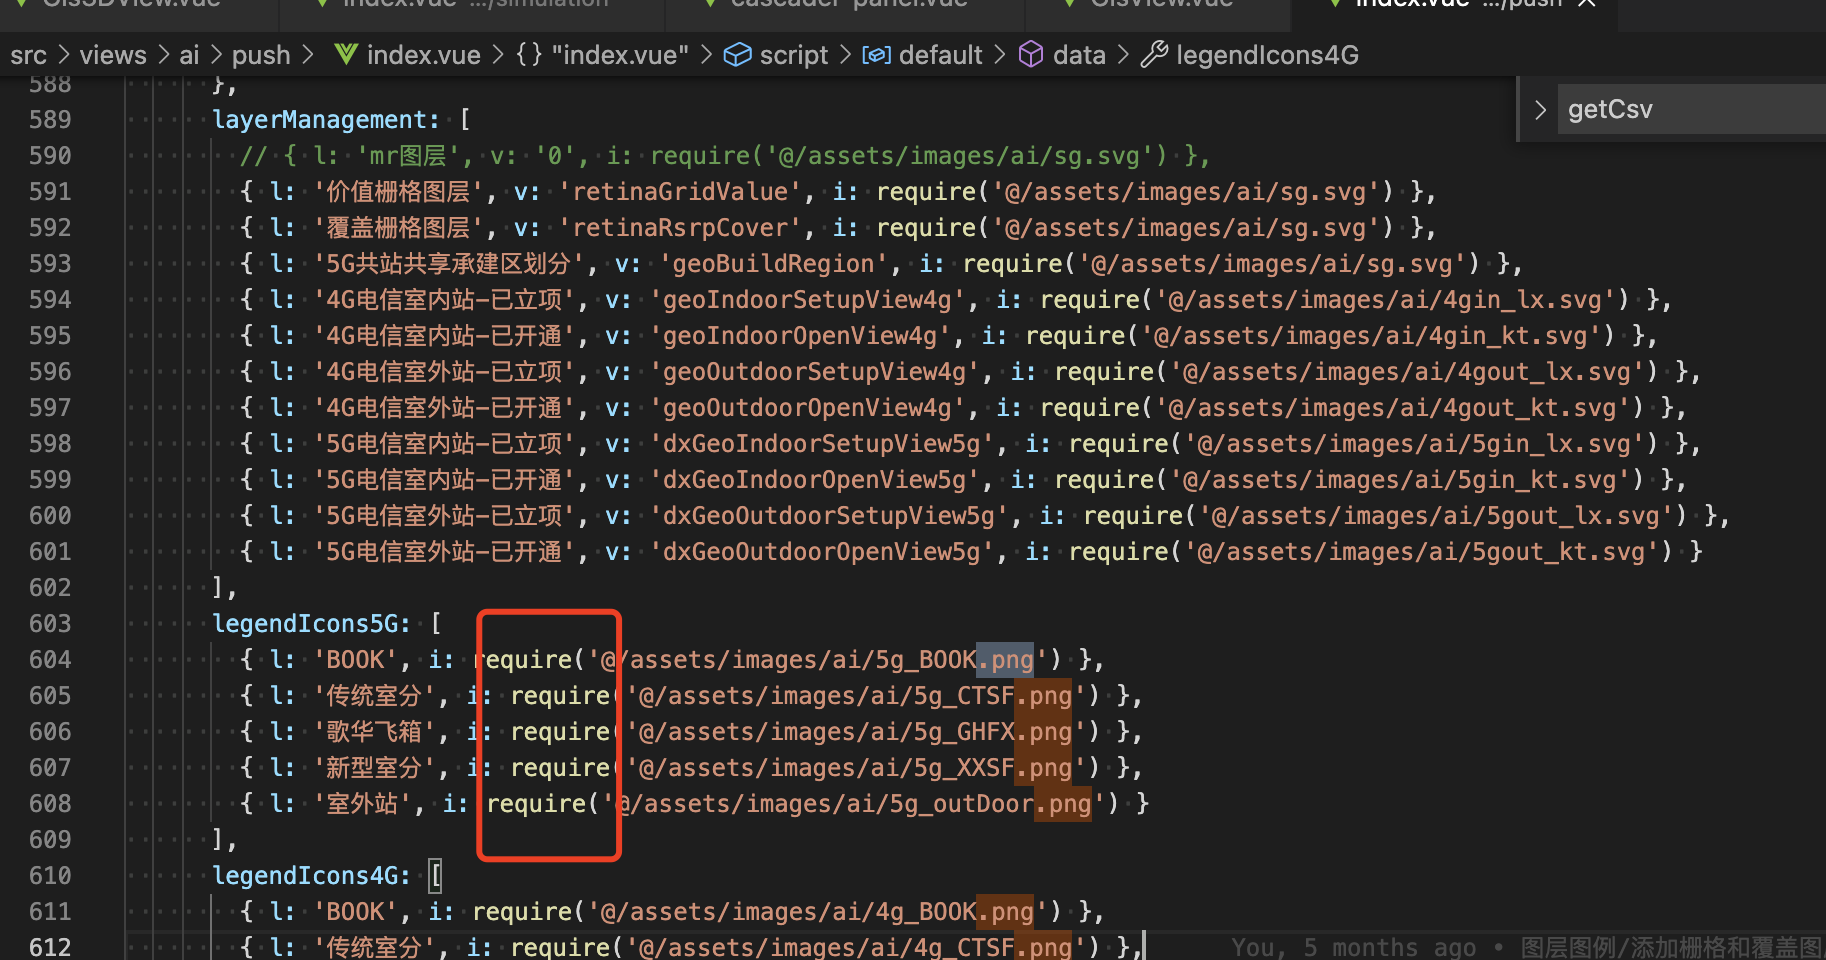 Gis3DView.vue index.vue .../simulation cascader-panel.vue GisView.vue index.vue .../push ×
src > views > ai > push > index.vue > {} "index.vue" > script > default > data > legendIcons4G
getCsv
588 },
589 layerManagement: [
590 // { l: 'mr图层', v: '0', i: require('@/assets/images/ai/sg.svg') },
591 { l: '价值栅格图层', v: 'retinaGridValue', i: require('@/assets/images/ai/sg.svg') },
592 { l: '覆盖栅格图层', v: 'retinaRsrpCover', i: require('@/assets/images/ai/sg.svg') },
593 { l: '5G共站共享承建区划分', v: 'geoBuildRegion', i: require('@/assets/images/ai/sg.svg') },
594 { l: '4G电信室内站-已立项', v: 'geoIndoorSetupView4g', i: require('@/assets/images/ai/4gin_lx.svg') },
595 { l: '4G电信室内站-已开通', v: 'geoIndoorOpenView4g', i: require('@/assets/images/ai/4gin_kt.svg') },
596 { l: '4G电信室外站-已立项', v: 'geoOutdoorSetupView4g', i: require('@/assets/images/ai/4gout_lx.svg') },
597 { l: '4G电信室外站-已开通', v: 'geoOutdoorOpenView4g', i: require('@/assets/images/ai/4gout_kt.svg') },
598 { l: '5G电信室内站-已立项', v: 'dxGeoIndoorSetupView5g', i: require('@/assets/images/ai/5gin_lx.svg') },
599 { l: '5G电信室内站-已开通', v: 'dxGeoIndoorOpenView5g', i: require('@/assets/images/ai/5gin_kt.svg') },
600 { l: '5G电信室外站-已立项', v: 'dxGeoOutdoorSetupView5g', i: require('@/assets/images/ai/5gout_lx.svg') },
601 { l: '5G电信室外站-已开通', v: 'dxGeoOutdoorOpenView5g', i: require('@/assets/images/ai/5gout_kt.svg') }
602 ],
603 legendIcons5G: [
604 { l: 'BOOK', i: require('@/assets/images/ai/5g_BOOK.png') },
605 { l: '传统室分', i: require('@/assets/images/ai/5g_CTSF.png') },
606 { l: '歌华飞箱', i: require('@/assets/images/ai/5g_GHFX.png') },
607 { l: '新型室分', i: require('@/assets/images/ai/5g_XXSF.png') },
608 { l: '室外站', i: require('@/assets/images/ai/5g_outDoor.png') }
609 ],
610 legendIcons4G: [
611 { l: 'BOOK', i: require('@/assets/images/ai/4g_BOOK.png') },
612 { l: '传统室分', i: require('@/assets/images/ai/4g_CTSF.png') }, You, 5 months ago • 图层图例/添加栅格和覆盖图